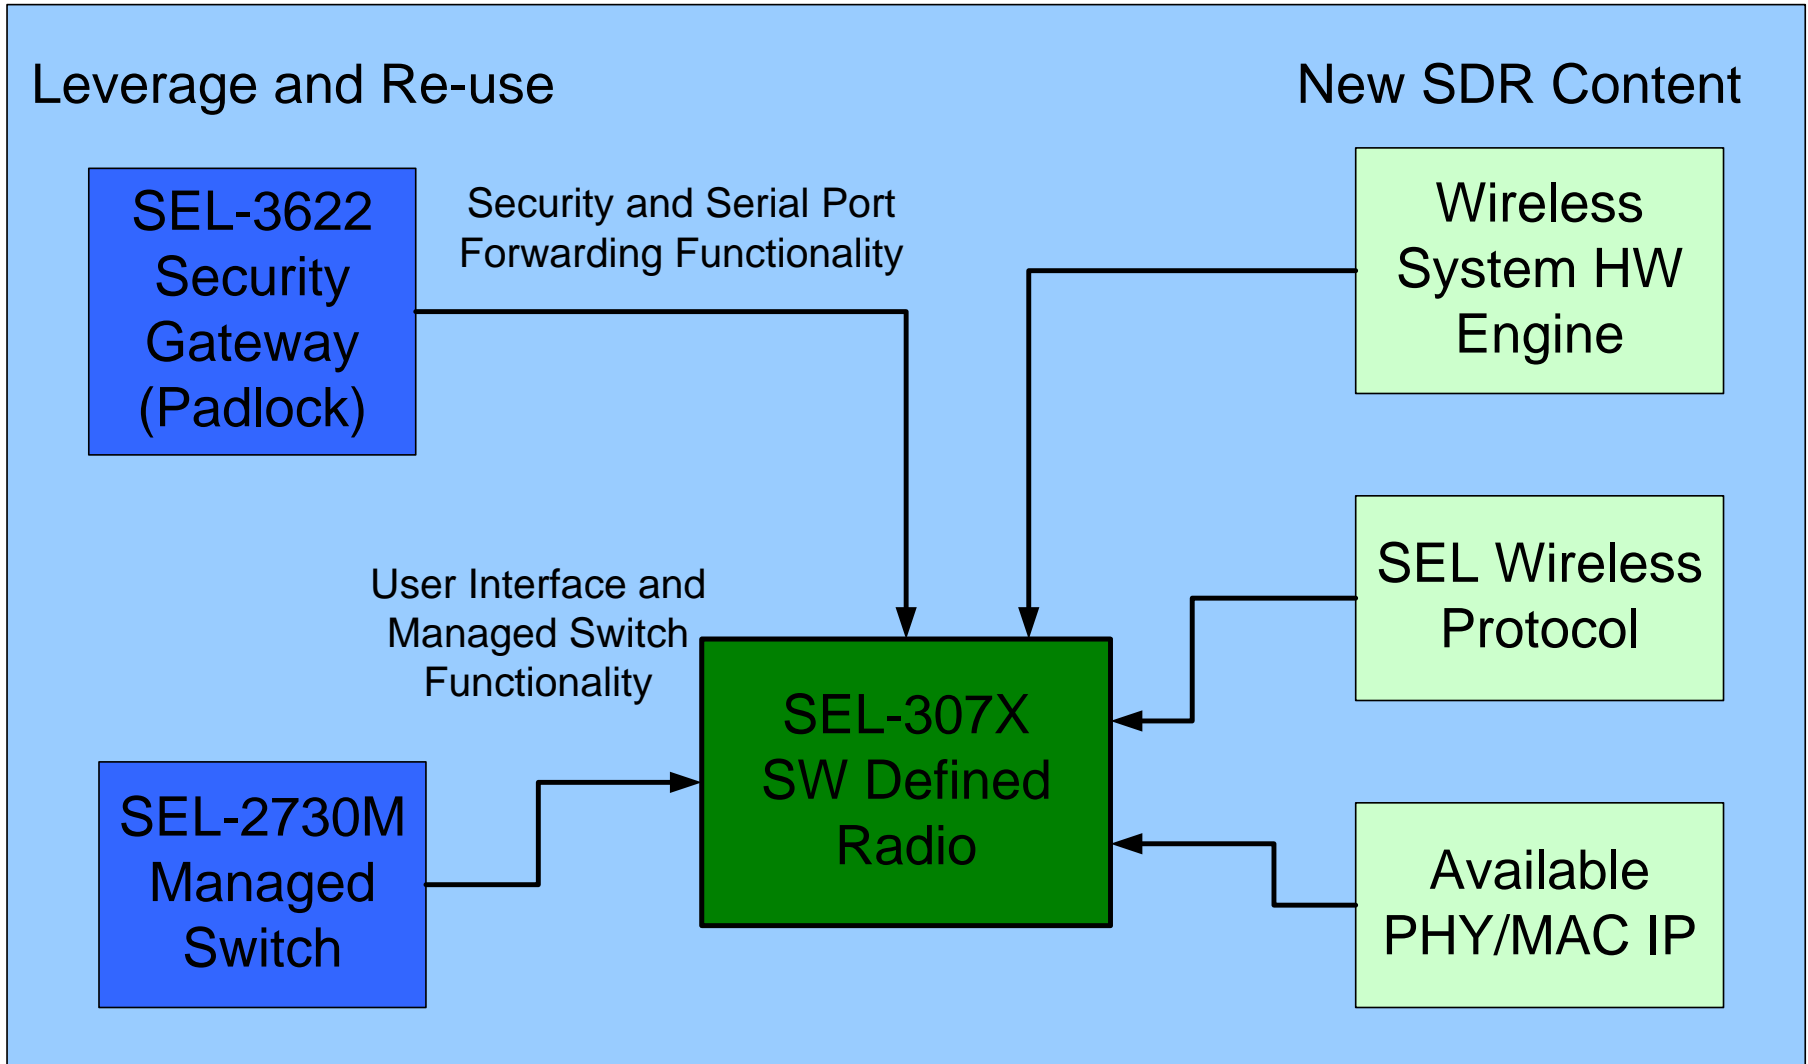 Leverage and Re-use
New SDR Content
SEL-3622
Security
Gateway
(Padlock)
Security and Serial Port
Forwarding Functionality
Wireless
System HW
Engine
User Interface and
Managed Switch
Functionality
SEL Wireless
Protocol
SEL-2730M
Managed
Switch
SEL-307X
SW Defined
Radio
Available
PHY/MAC IP